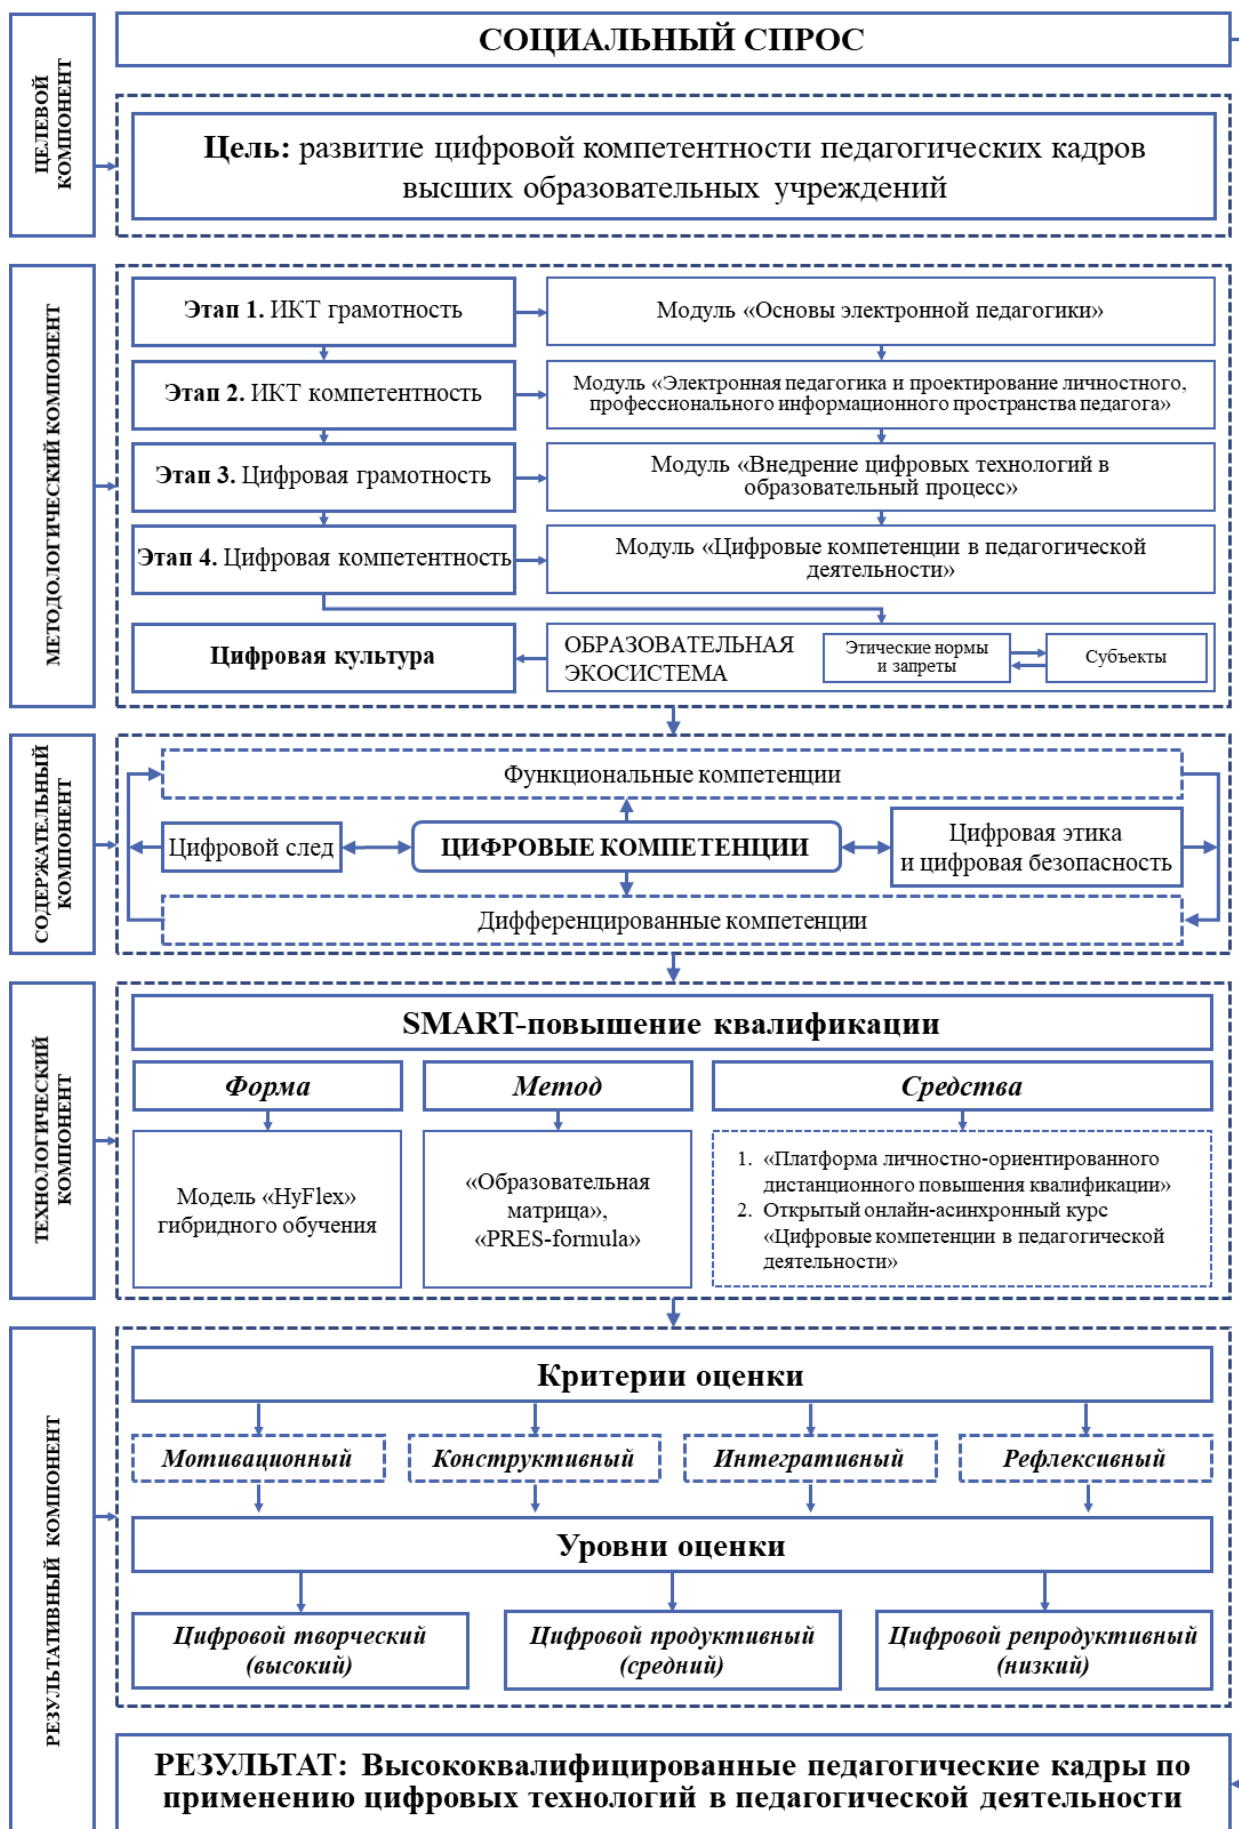 СОЦИАЛЬНЫЙ СПРОС
ЦЕЛЕВОЙ
КОМПОНЕНТ
Цель: развитие цифровой компетентности педагогических кадров
высших образовательных учреждений
МЕТОДОЛОГИЧЕСКИЙ КОМПОНЕНТ
Этап 1. ИКТ грамотность
Модуль «Основы электронной педагогики»
Этап 2. ИКТ компетентность
Модуль «Электронная педагогика и проектирование личностного,
профессионального информационного пространства педагога»
Этап 3. Цифровая грамотность
Модуль «Внедрение цифровых технологий в
образовательный процесс»
Этап 4. Цифровая компетентность
Модуль «Цифровые компетенции в педагогической
деятельности»
Цифровая культура
ОБРАЗОВАТЕЛЬНАЯ
ЭКОСИСТЕМА
Этические нормы
и запреты
Субъекты
СОДЕРЖАТЕЛЬНЫЙ
КОМПОНЕНТ
Функциональные компетенции
Цифровой след
ЦИФРОВЫЕ КОМПЕТЕНЦИИ
Цифровая этика
и цифровая безопасность
Дифференцированные компетенции
ТЕХНОЛОГИЧЕСКИЙ
КОМПОНЕНТ
SMART-повышение квалификации
Форма
Метод
Средства
Модель «HyFlex»
гибридного обучения
«Образовательная
матрица»,
«PRES-formula»
1. «Платформа личностно-ориентированного
дистанционного повышения квалификации»
2. Открытый онлайн-асинхронный курс
«Цифровые компетенции в педагогической
деятельности»
РЕЗУЛЬТАТИВНЫЙ КОМПОНЕНТ
Критерии оценки
Мотивационный
Конструктивный
Интегративный
Рефлексивный
Уровни оценки
Цифровой творческий
(высокий)
Цифровой продуктивный
(средний)
Цифровой репродуктивный
(низкий)
РЕЗУЛЬТАТ: Высококвалифицированные педагогические кадры по
применению цифровых технологий в педагогической деятельности